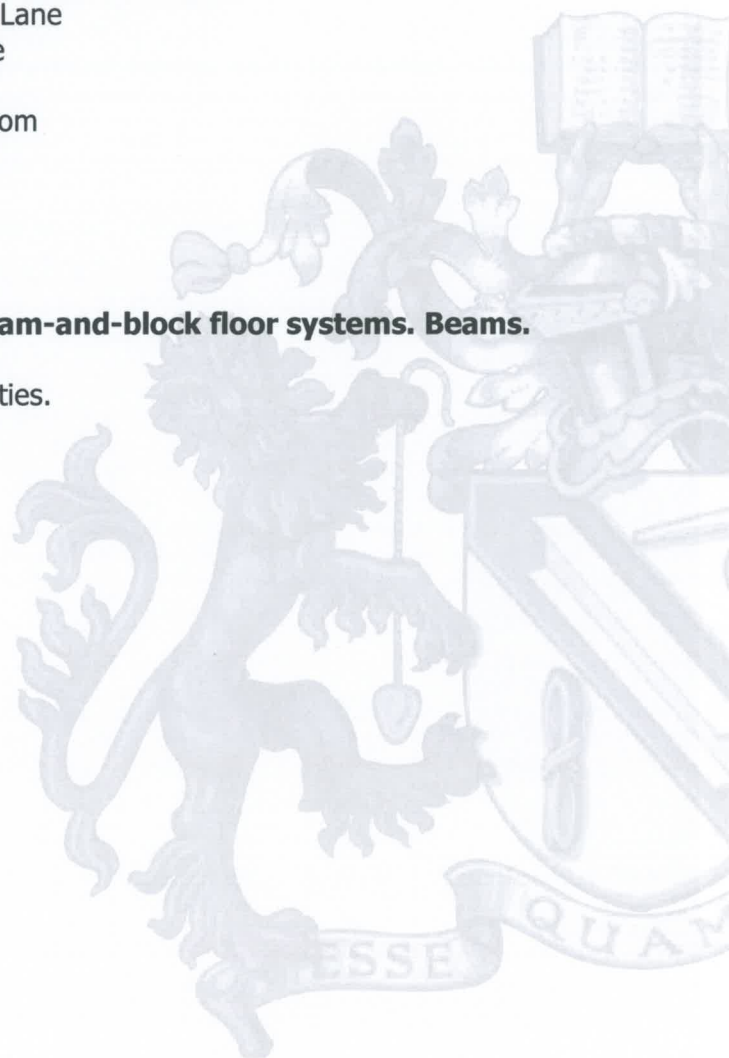 Lane
e
om
am-and-block floor systems. Beams.
ties.
ESSE
QUAM